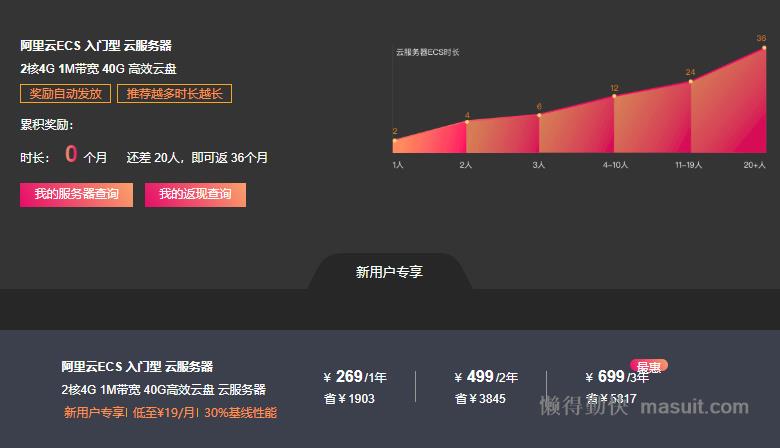 阿里云ECS 入门型 云服务器
2核4G 1M带宽 40G 高效云盘
奖励自动发放 推荐越多时长越长
累积奖励：
时长： 0 个月 还差 20人，即可返 36个月
我的服务器查询 我的返现查询
云服务器ECS时长
2 4 6 12 24 36
1人 2人 3人 4-10人 11-19人 20+人
新用户专享
阿里云ECS 入门型 云服务器
2核4G 1M带宽 40G高效云盘 云服务器
新用户专享| 低至¥19/月| 30%基线性能
¥ 269/1年
省¥1903
¥ 499/2年
省¥3845
最惠
¥ 699/3年
省¥5817
懒得勤快 masuit.com